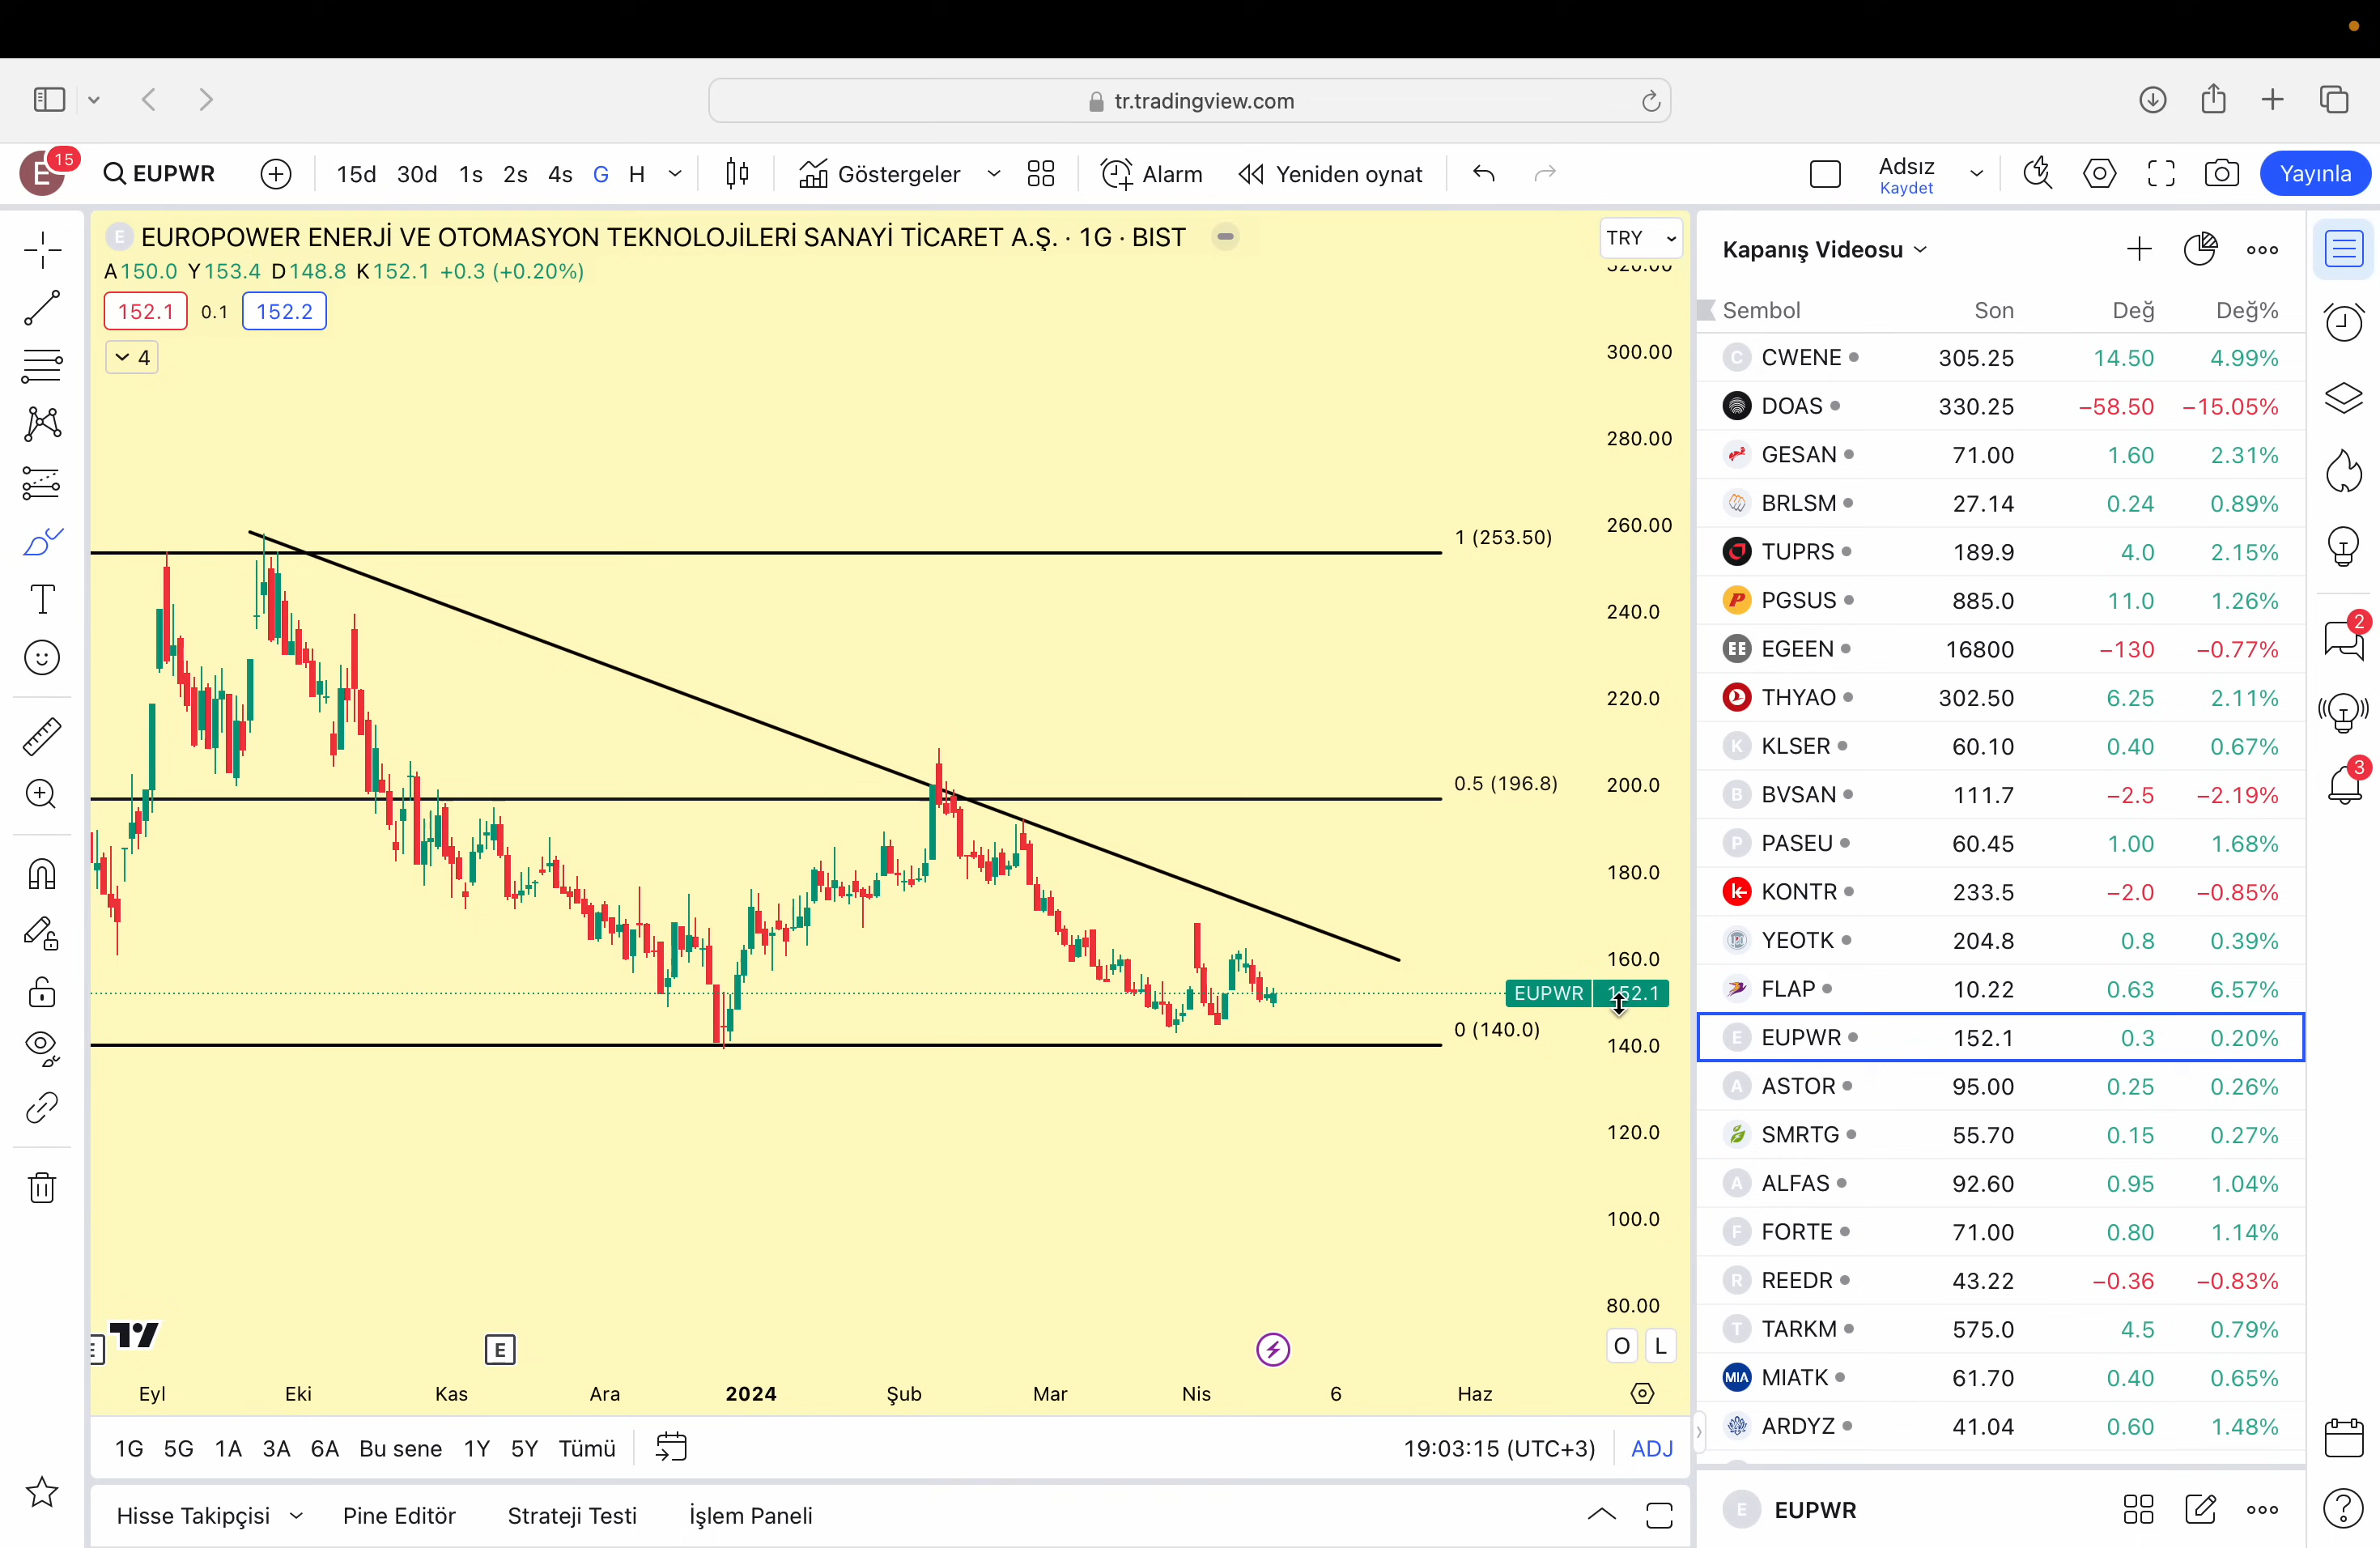 tr.tradingview.com
E 15 EUPWR 15d 30d 1s 2s 4s G H Göstergeler Alarm Yeniden oynat Adsız Yayınla
Kaydet
E EUROPOWER ENERJİ VE OTOMASYON TEKNOLOJİLERİ SANAYİ TİCARET A.Ş. · 1G · BIST
A150.0 Y153.4 D148.8 K152.1 +0.3 (+0.20%)
152.1 0.1 152.2
4
TRY
320.00
300.00
280.00
260.00
240.0
220.0
200.0
180.0
160.0
140.0
120.0
100.0
80.00
1 (253.50)
0.5 (196.8)
EUPWR 152.1
0 (140.0)
E
E
O L
Eyl Eki Kas Ara 2024 Şub Mar Nis 6 Haz
1G 5G 1A 3A 6A Bu sene 1Y 5Y Tümü 19:03:15 (UTC+3) ADJ
Hisse Takipçisi Pine Editör Strateji Testi İşlem Paneli
Kapanış Videosu
Sembol Son Değ Değ%
C CWENE 305.25 14.50 4.99%
DOAS 330.25 −58.50 −15.05%
GESAN 71.00 1.60 2.31%
BRLSM 27.14 0.24 0.89%
TUPRS 189.9 4.0 2.15%
P PGSUS 885.0 11.0 1.26%
EE EGEEN 16800 −130 −0.77%
THYAO 302.50 6.25 2.11%
K KLSER 60.10 0.40 0.67%
B BVSAN 111.7 −2.5 −2.19%
P PASEU 60.45 1.00 1.68%
KONTR 233.5 −2.0 −0.85%
YEOTK 204.8 0.8 0.39%
FLAP 10.22 0.63 6.57%
E EUPWR 152.1 0.3 0.20%
A ASTOR 95.00 0.25 0.26%
SMRTG 55.70 0.15 0.27%
A ALFAS 92.60 0.95 1.04%
F FORTE 71.00 0.80 1.14%
R REEDR 43.22 −0.36 −0.83%
T TARKM 575.0 4.5 0.79%
MIA MIATK 61.70 0.40 0.65%
ARDYZ 41.04 0.60 1.48%
E EUPWR
2
3